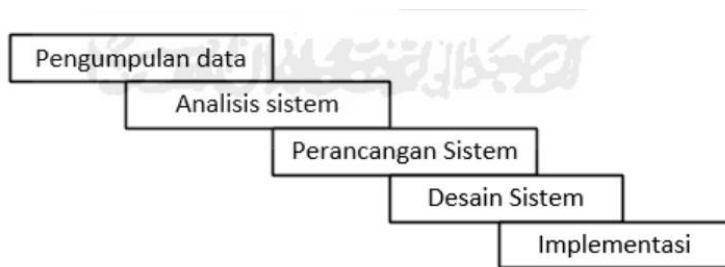 Pengumpulan data
Analisis sistem
Perancangan Sistem
Desain Sistem
Implementasi